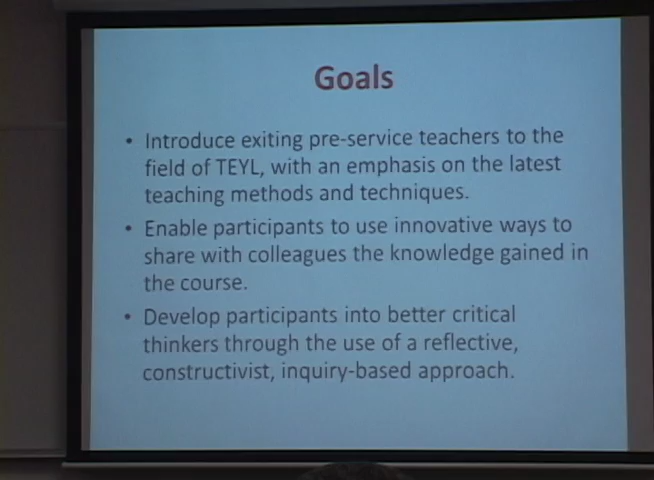 Goals
• Introduce exiting pre-service teachers to the
field of TEYL, with an emphasis on the latest
teaching methods and techniques.
• Enable participants to use innovative ways to
share with colleagues the knowledge gained in
the course.
• Develop participants into better critical
thinkers through the use of a reflective,
constructivist, inquiry-based approach.